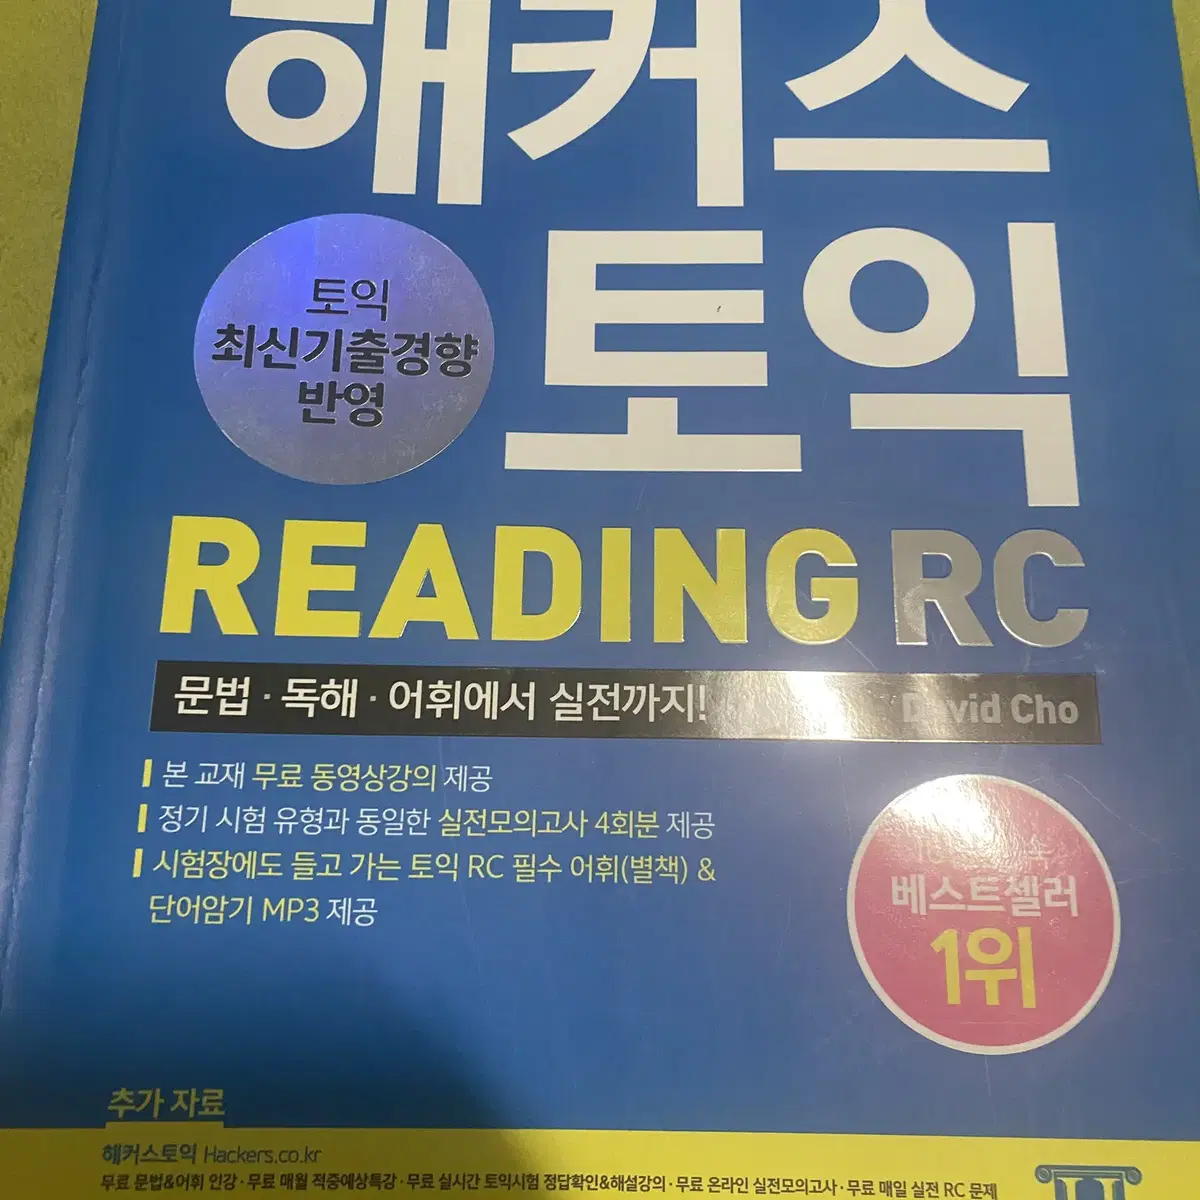 해커스
토익
토익
최신기출경향
반영
READING RC
문법·독해·어휘에서 실전까지!
David Cho
본 교재 무료 동영상강의 제공
정기 시험 유형과 동일한 실전모의고사 4회분 제공
시험장에도 들고 가는 토익 RC 필수 어휘(별책) &
단어암기 MP3 제공
베스트셀러
1위
추가 자료
해커스토익 Hackers.co.kr
무료 문법&어휘 인강·무료 매월 적중예상특강·무료 실시간 토익시험 정답확인&해설강의·무료 온라인 실전모의고사·무료 매일 실전 RC 문제